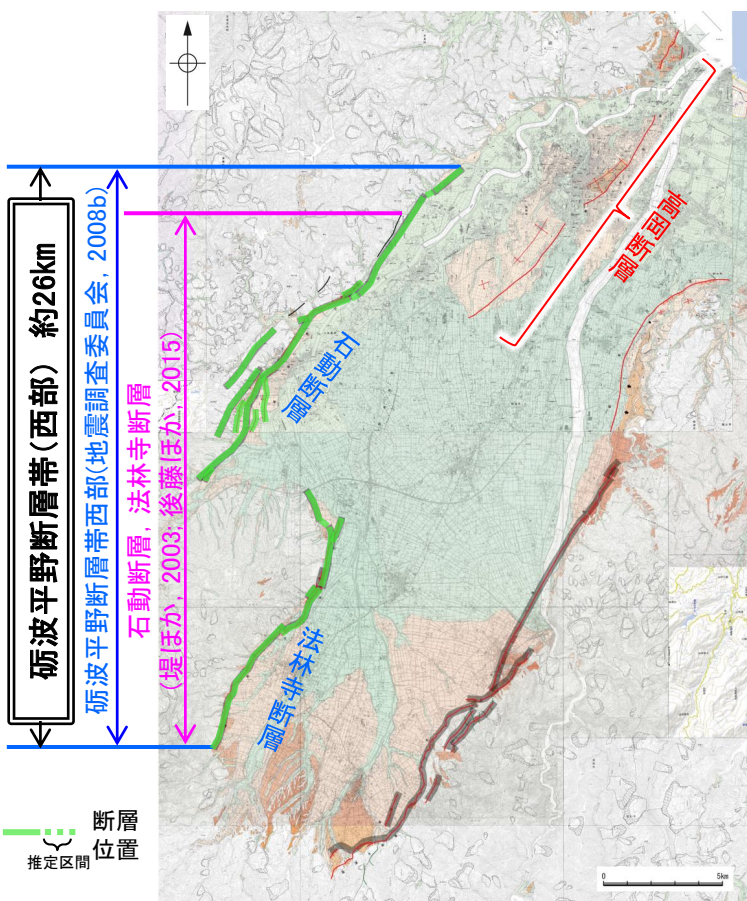 砺波平野断層帯(西部) 約26km
砺波平野断層帯西部(地震調査委員会, 2008b)
石動断層, 法林寺断層
(堤ほか, 2003; 後藤ほか, 2015)
高岡断層
石動断層
法林寺断層
断層
位置
推定区間
0 5km